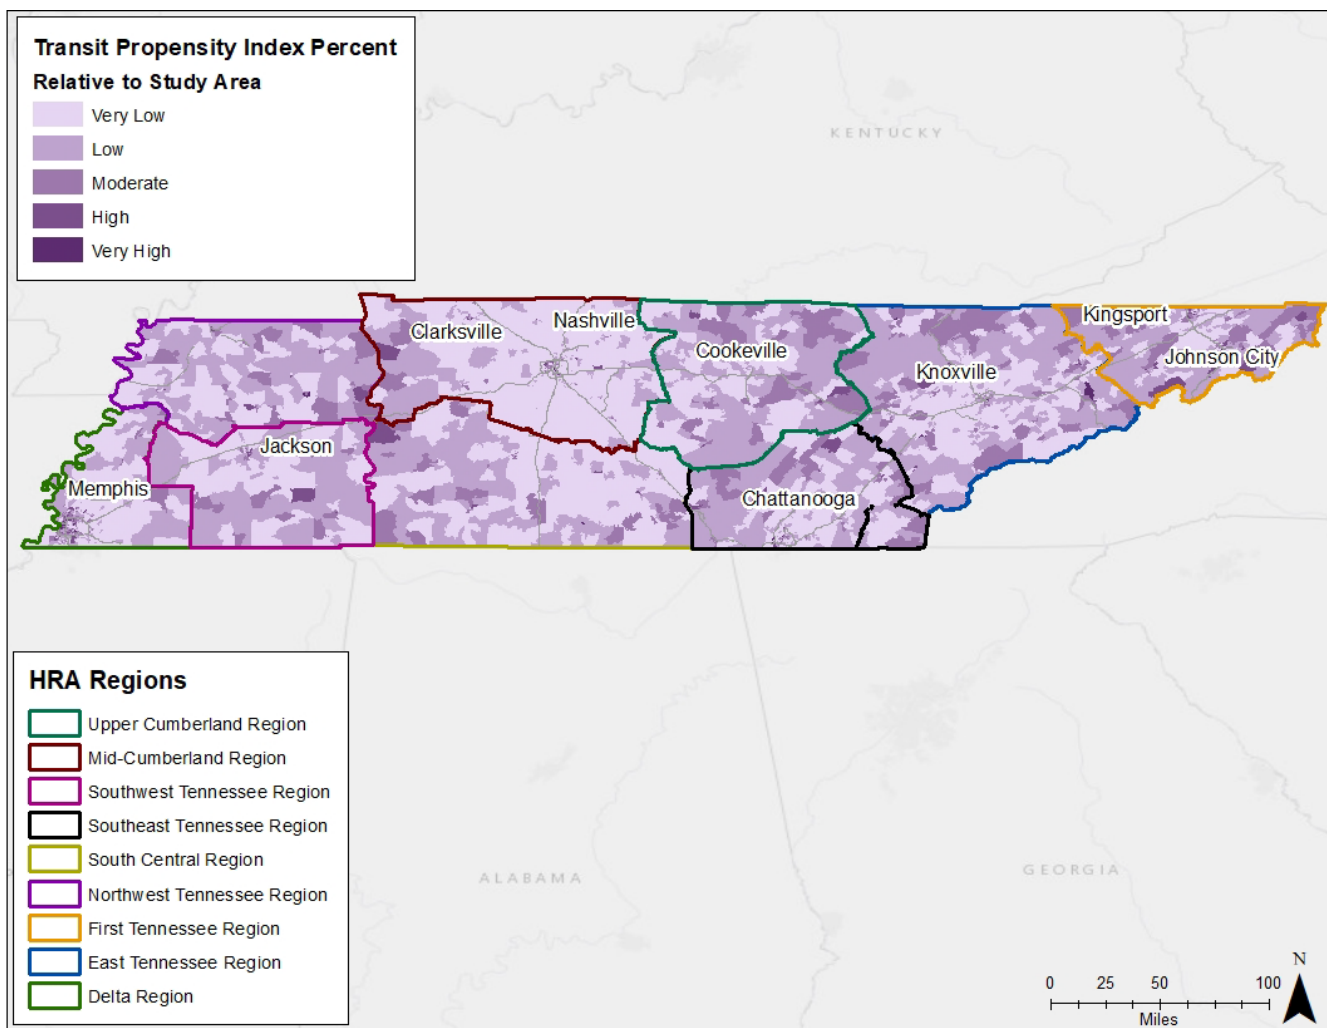 Transit Propensity Index Percent
Relative to Study Area
Very Low
Low
Moderate
High
Very High
KENTUCKY
Clarksville
Nashville
Cookeville
Knoxville
Kingsport
Johnson City
Jackson
Memphis
Chattanooga
HRA Regions
Upper Cumberland Region
Mid-Cumberland Region
Southwest Tennessee Region
Southeast Tennessee Region
South Central Region
Northwest Tennessee Region
First Tennessee Region
East Tennessee Region
Delta Region
ALABAMA
GEORGIA
N
0 25 50 100
Miles